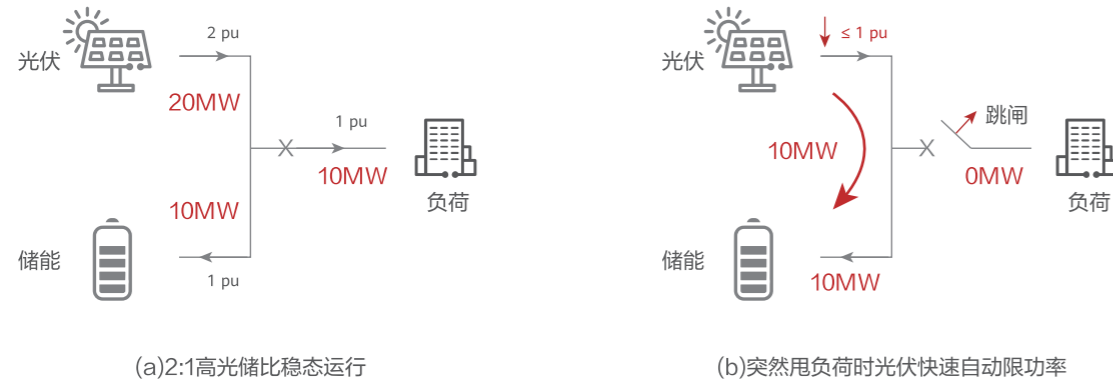 光伏
2 pu
20MW
1 pu
10MW
负荷
10MW
储能
1 pu
(a)2:1高光储比稳态运行
光伏
≤ 1 pu
10MW
跳闸
0MW
负荷
储能
10MW
(b)突然甩负荷时光伏快速自动限功率